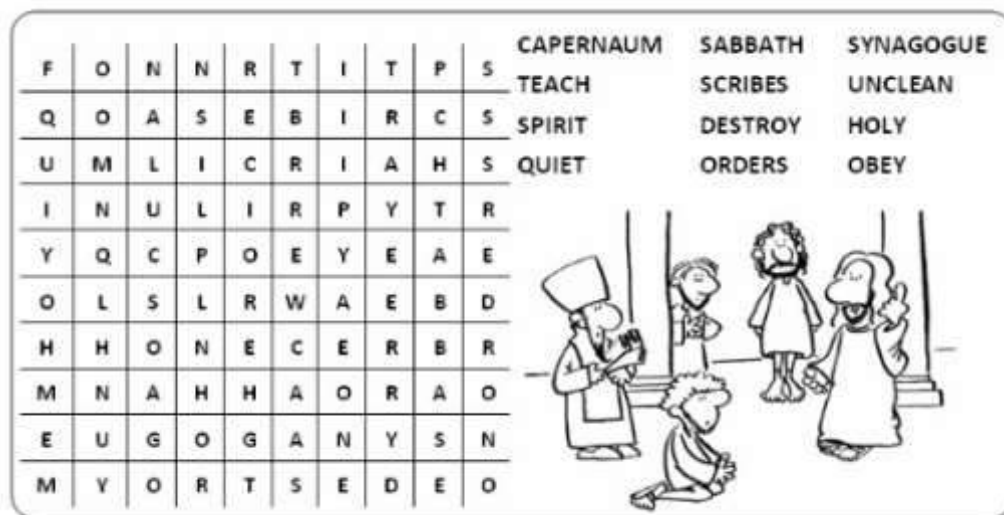 F O N N R T I T P S
Q O A S E B I R C S
U M L I C R I A H S
I N U L I R P Y T R
Y Q C P O E Y E A E
O L S L R W A E B D
H H O N E C E R B R
M N A H H A O R A O
E U G O G A N Y S N
M Y O R T S E D E O
CAPERNAUM SABBATH SYNAGOGUE
TEACH SCRIBES UNCLEAN
SPIRIT DESTROY HOLY
QUIET ORDERS OBEY